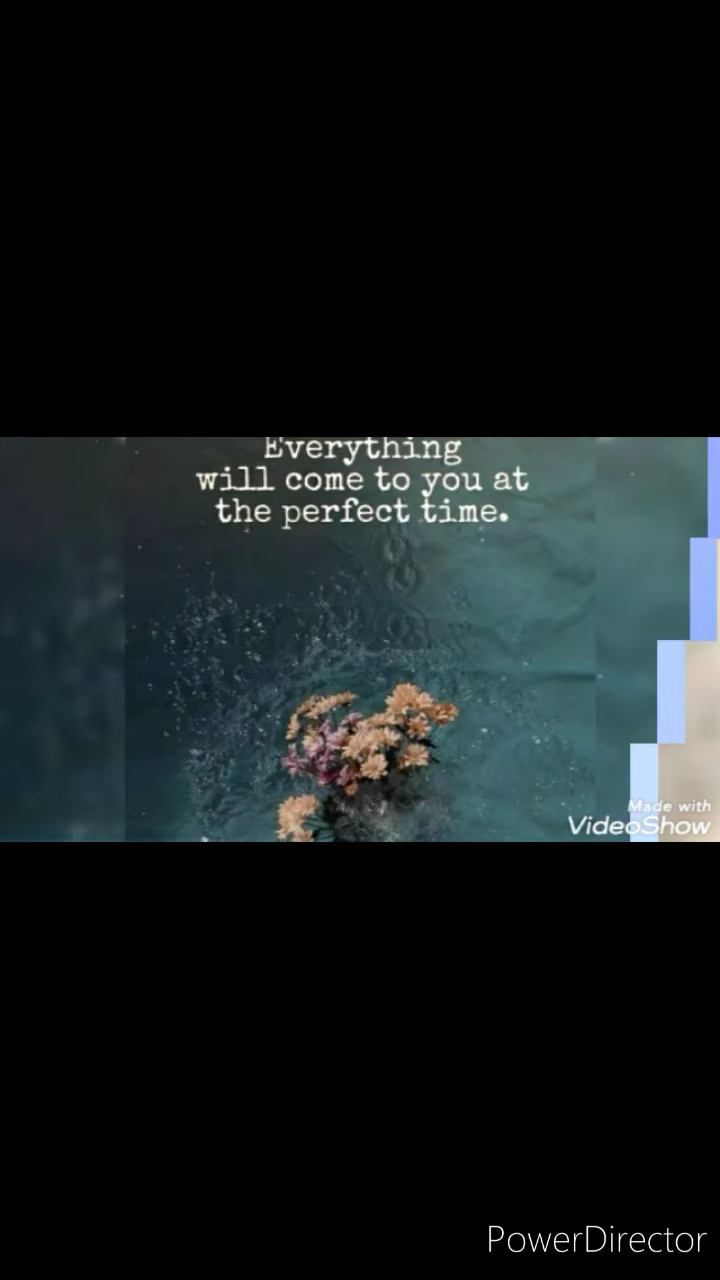 Everything
will come to you at
the perfect time.
Made with
VideoShow
PowerDirector